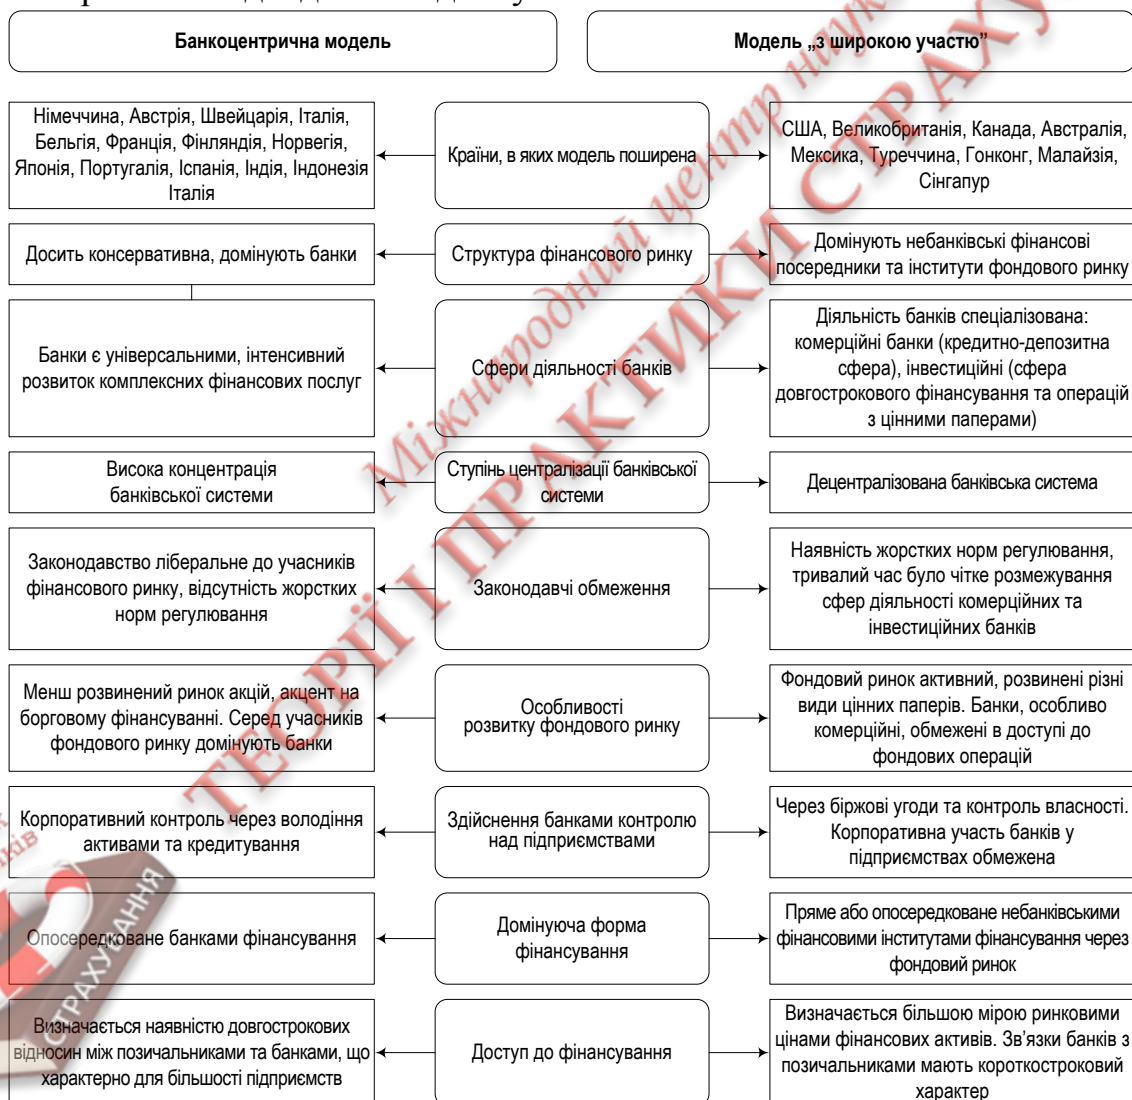 Банкоцентрична модель
Модель „з широкою участю”
Німеччина, Австрія, Швейцарія, Італія,
Бельгія, Франція, Фінляндія, Норвегія,
Японія, Португалія, Іспанія, Індія, Індонезія
Італія
Країни, в яких модель поширена
США, Великобританія, Канада, Австралія,
Мексика, Туреччина, Гонконг, Малайзія,
Сінгапур
Досить консервативна, домінують банки
Структура фінансового ринку
Домінують небанківські фінансові
посередники та інститути фондового ринку
Банки є універсальними, інтенсивний
розвиток комплексних фінансових послуг
Сфери діяльності банків
Діяльність банків спеціалізована:
комерційні банки (кредитно-депозитна
сфера), інвестиційні (сфера
довгострокового фінансування та операцій
з цінними паперами)
Висока концентрація
банківської системи
Ступінь централізації банківської
системи
Децентралізована банківська система
Законодавство ліберальне до учасників
фінансового ринку, відсутність жорстких
норм регулювання
Законодавчі обмеження
Наявність жорстких норм регулювання,
тривалий час було чітке розмежування
сфер діяльності комерційних та
інвестиційних банків
Менш розвинений ринок акцій, акцент на
борговому фінансуванні. Серед учасників
фондового ринку домінують банки
Особливості
розвитку фондового ринку
Фондовий ринок активний, розвинені різні
види цінних паперів. Банки, особливо
комерційні, обмежені в доступі до
фондових операцій
Корпоративний контроль через володіння
активами та кредитування
Здійснення банками контролю
над підприємствами
Через біржові угоди та контроль власності.
Корпоративна участь банків у
підприємствах обмежена
Опосередковане банками фінансування
Домінуюча форма
фінансування
Пряме або опосередковане небанківськими
фінансовими інститутами фінансування через
фондовий ринок
Визначається наявністю довгострокових
відносин між позичальниками та банками, що
характерно для більшості підприємств
Доступ до фінансування
Визначається більшою мірою ринковими
цінами фінансових активів. Зв’язки банків з
позичальниками мають короткостроковий
характер
Міжнародний центр
ТЕОРІЇ І ПРАКТИКИ
СТРАХУВАННЯ